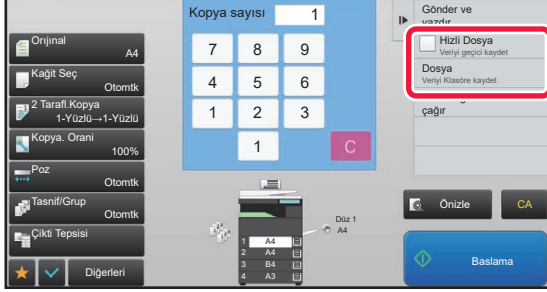 Kopya sayısı 1
Gönder ve
yazdır
Hizli Dosya
Veriyi geçici kaydet
Dosya
Veriyi Klasöre kaydet
çağır
Orijınal
A4
Kağit Seç
Otomtk
2 Tarafl.Kopya
1-Yüzlü→1-Yüzlü
Kopya. Orani
100%
Poz
Otomtk
Tasnif/Grup
Otomtk
Çikti Tepsisi
Diğerleri
7 8 9
4 5 6
1 2 3
1 C
Düz 1
A4
1 A4
2 A4
3 B4
4 A3
Önizle
CA
Baslama